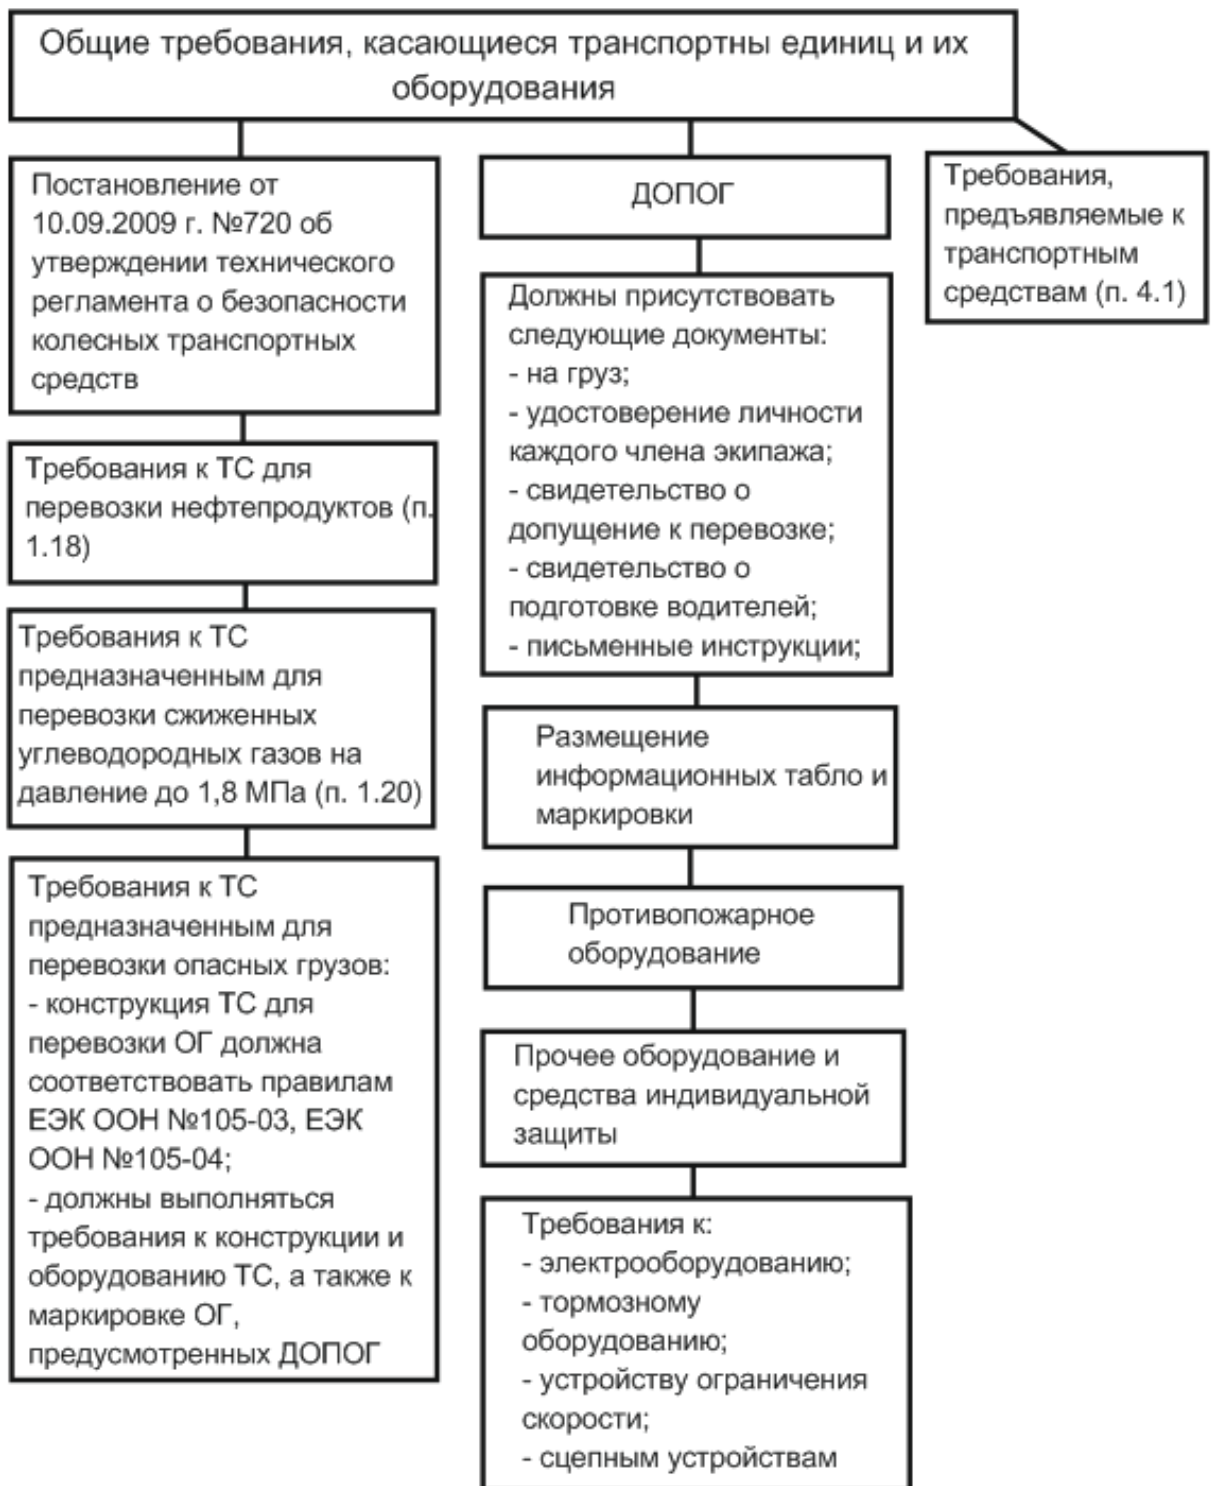 Общие требования, касающиеся транспортны единиц и их
оборудования
Постановление от
10.09.2009 г. №720 об
утверждении технического
регламента о безопасности
колесных транспортных
средств
Требования к ТС для
перевозки нефтепродуктов (п.
1.18)
Требования к ТС
предназначенным для
перевозки сжиженных
углеводородных газов на
давление до 1,8 МПа (п. 1.20)
Требования к ТС
предназначенным для
перевозки опасных грузов:
- конструкция ТС для
перевозки ОГ должна
соответствовать правилам
ЕЭК ООН №105-03, ЕЭК
ООН №105-04;
- должны выполняться
требования к конструкции и
оборудованию ТС, а также к
маркировке ОГ,
предусмотренных ДОПОГ
ДОПОГ
Должны присутствовать
следующие документы:
- на груз;
- удостоверение личности
каждого члена экипажа;
- свидетельство о
допущение к перевозке;
- свидетельство о
подготовке водителей;
- письменные инструкции;
Размещение
информационных табло и
маркировки
Противопожарное
оборудование
Прочее оборудование и
средства индивидуальной
защиты
Требования к:
- электрооборудованию;
- тормозному
оборудованию;
- устройству ограничения
скорости;
- сцепным устройствам
Требования,
предъявляемые к
транспортным
средствам (п. 4.1)